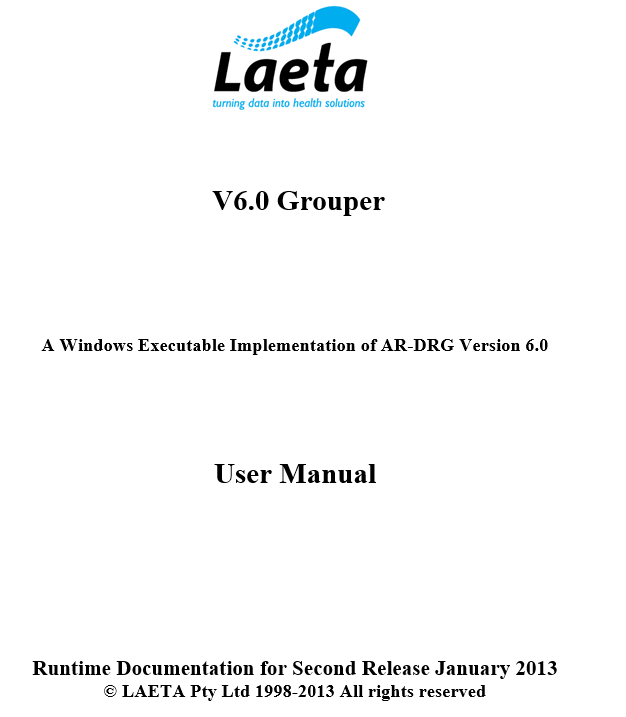 Laeta
turning data into health solutions
V6.0 Grouper
A Windows Executable Implementation of AR-DRG Version 6.0
User Manual
Runtime Documentation for Second Release January 2013
© LAETA Pty Ltd 1998-2013 All rights reserved